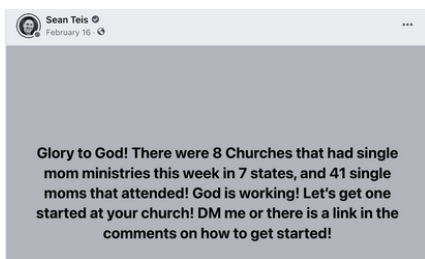 Sean Teis
February 16 ·
Glory to God! There were 8 Churches that had single
mom ministries this week in 7 states, and 41 single
moms that attended! God is working! Let's get one
started at your church! DM me or there is a link in the
comments on how to get started!